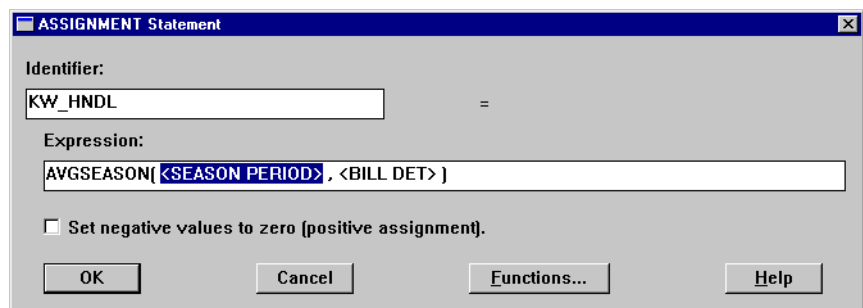 ASSIGNMENT Statement
Identifier:
KW_HNDL =
Expression:
AVGSEASON( <SEASON PERIOD> , <BILL DET> )
Set negative values to zero (positive assignment).
OK Cancel Functions... Help